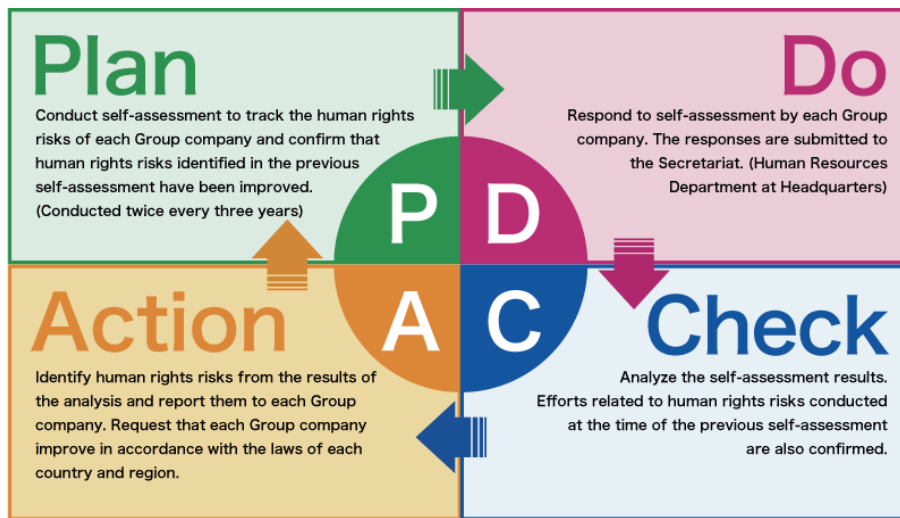 Plan
Conduct self-assessment to track the human rights
risks of each Group company and confirm that
human rights risks identified in the previous
self-assessment have been improved.
(Conducted twice every three years)
Do
Respond to self-assessment by each Group
company. The responses are submitted to
the Secretariat. (Human Resources
Department at Headquarters)
P
D
A
C
Action
Identify human rights risks from the results of
the analysis and report them to each Group
company. Request that each Group company
improve in accordance with the laws of each
country and region.
Check
Analyze the self-assessment results.
Efforts related to human rights risks conducted
at the time of the previous self-assessment
are also confirmed.